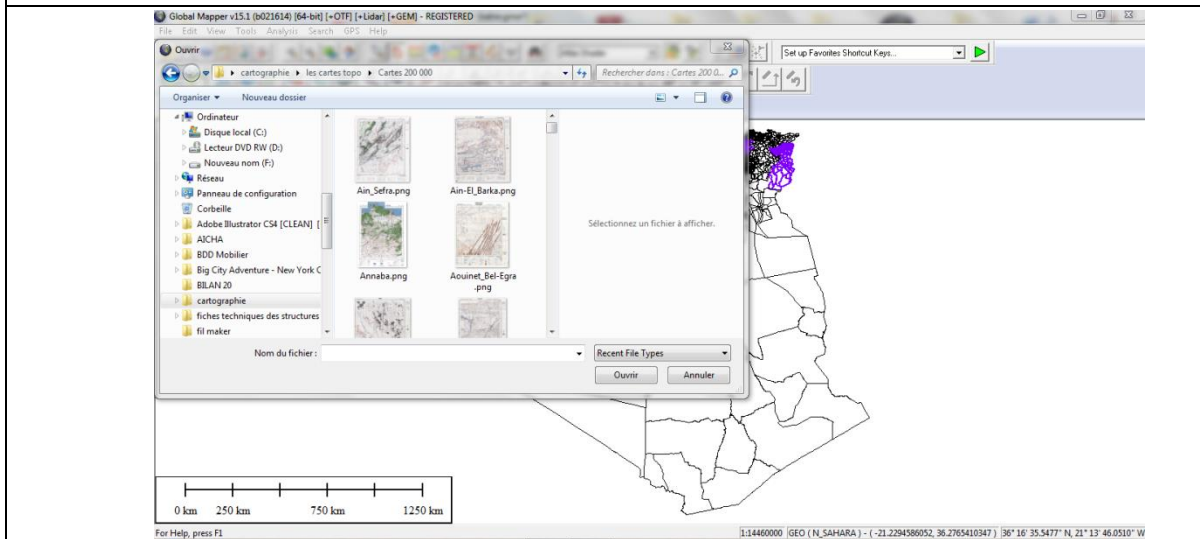 Global Mapper v15.1 (b021614) [64-bit] [+OTF] [+Lidar] [+GEM] - REGISTERED
File Edit View Tools Analysis Search GPS Help
Ouvrir
Set up Favorites Shortcut Keys...
cartographie ▸ les cartes topo ▸ Cartes 200 000
Rechercher dans : Cartes 200 0...
Organiser Nouveau dossier
Ordinateur
Disque local (C:)
Lecteur DVD RW (D:)
Nouveau nom (F:)
Réseau
Panneau de configuration
Corbeille
Adobe Illustrator CS4 [CLEAN] [
AICHA
BDD Mobilier
Big City Adventure - New York C
BILAN 20
cartographie
fiches techniques des structures
fil maker
Ain_Sefra.png
Ain-El_Barka.png
Annaba.png
Aouinet_Bel-Egra
.png
Sélectionnez un fichier à afficher.
Nom du fichier :
Recent File Types
Ouvrir Annuler
0 km 250 km 750 km 1250 km
For Help, press F1
1:14460000 GEO ( N_SAHARA ) - ( -21.2294586052, 36.2765410347 ) 36° 16' 35.5477" N, 21° 13' 46.0510" W